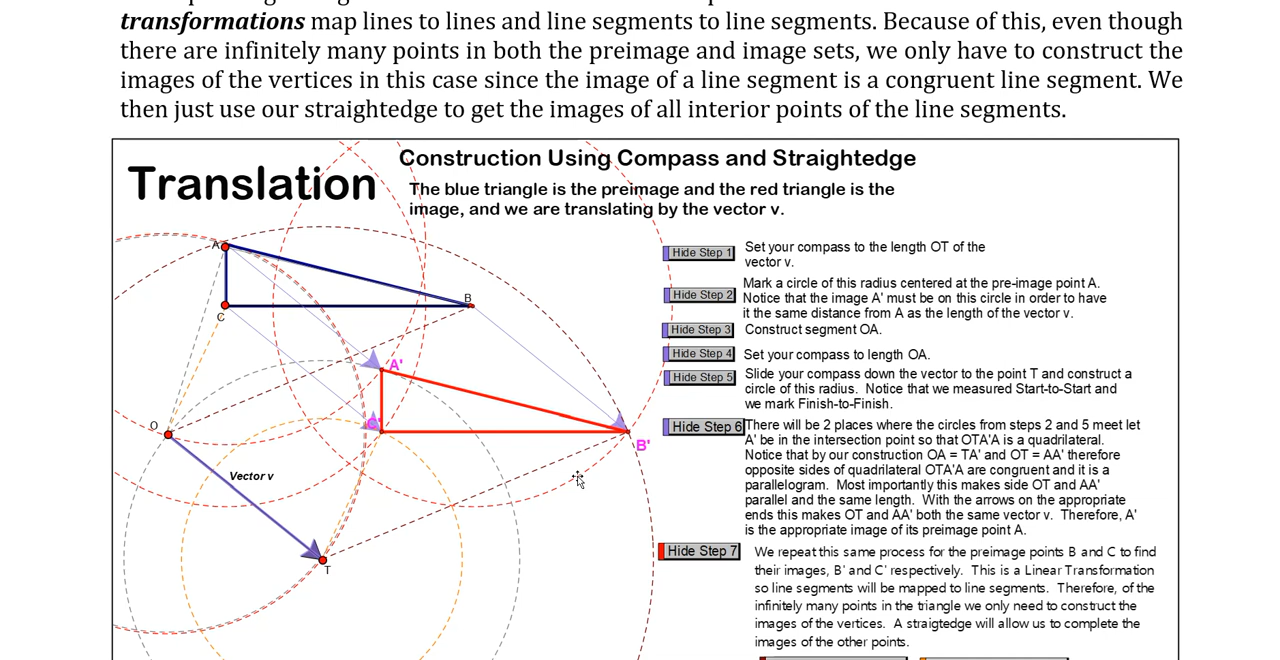 transformations map lines to lines and line segments to line segments. Because of this, even though
there are infinitely many points in both the preimage and image sets, we only have to construct the
images of the vertices in this case since the image of a line segment is a congruent line segment. We
then just use our straightedge to get the images of all interior points of the line segments.
Translation
Construction Using Compass and Straightedge
The blue triangle is the preimage and the red triangle is the
image, and we are translating by the vector v.
A
B
C
A'
C'
B'
O
Vector v
T
Hide Step 1
Set your compass to the length OT of the
vector v.
Hide Step 2
Mark a circle of this radius centered at the pre-image point A.
Notice that the image A' must be on this circle in order to have
it the same distance from A as the length of the vector v.
Hide Step 3
Construct segment OA.
Hide Step 4
Set your compass to length OA.
Hide Step 5
Slide your compass down the vector to the point T and construct a
circle of this radius. Notice that we measured Start-to-Start and
we mark Finish-to-Finish.
Hide Step 6
There will be 2 places where the circles from steps 2 and 5 meet let
A' be in the intersection point so that OTA'A is a quadrilateral.
Notice that by our construction OA = TA' and OT = AA' therefore
opposite sides of quadrilateral OTA'A are congruent and it is a
parallelogram. Most importantly this makes side OT and AA'
parallel and the same length. With the arrows on the appropriate
ends this makes OT and AA' both the same vector v. Therefore, A'
is the appropriate image of its preimage point A.
Hide Step 7
We repeat this same process for the preimage points B and C to find
their images, B' and C' respectively. This is a Linear Transformation
so line segments will be mapped to line segments. Therefore, of the
infinitely many points in the triangle we only need to construct the
images of the vertices. A straigtedge will allow us to complete the
images of the other points.